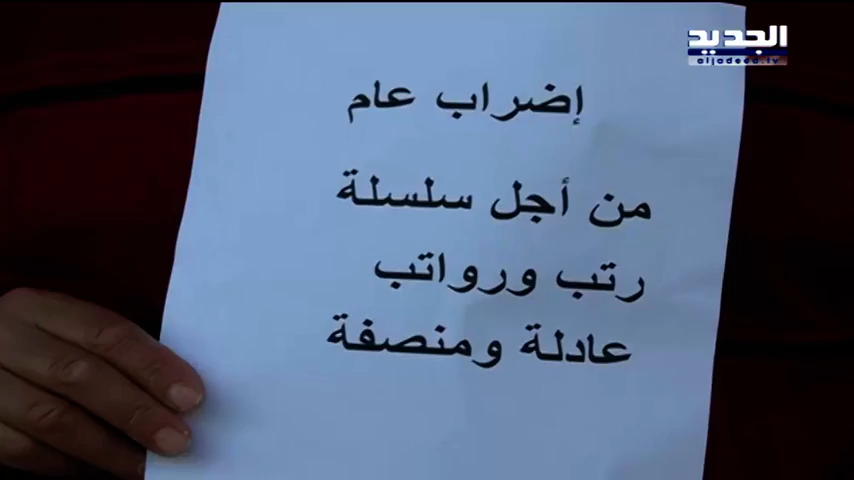 الجديد
aljadeed.tv
إضراب عام
من أجل سلسلة
رتب ورواتب
عادلة ومنصفة